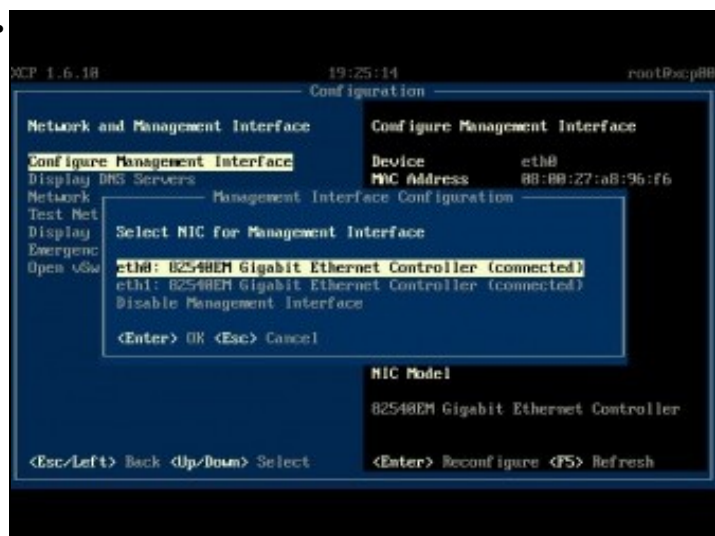 XCP 1.6.10 19:25:14 root@xcp00
Configuration
Network and Management Interface
Configure Management Interface
Configure Management Interface
Display DNS Servers
Network
Test Net
Display
Emergenc
Open vSw
Device eth0
MAC Address 08:00:27:a8:96:f6
Management Interface Configuration
Select NIC for Management Interface
eth0: 82540EM Gigabit Ethernet Controller (connected)
eth1: 82540EM Gigabit Ethernet Controller (connected)
Disable Management Interface
<Enter> OK <Esc> Cancel
NIC Model
82540EM Gigabit Ethernet Controller
<Esc/Left> Back <Up/Down> Select
<Enter> Reconfigure <F5> Refresh